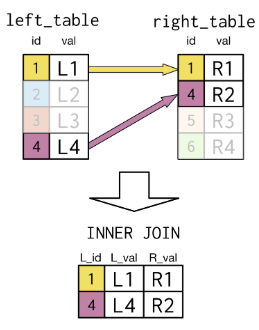 left_table right_table
id val id val
1 L1 1 R1
2 L2 4 R2
3 L3 5 R3
4 L4 6 R4
INNER JOIN
L_id L_val R_val
1 L1 R1
4 L4 R2